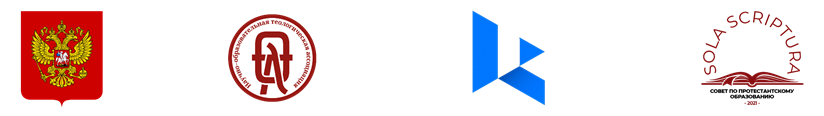 Научно-образовательная теологическая ассоциация
SOLA SCRIPTURA
СОВЕТ ПО ПРОТЕСТАНТСКОМУ
ОБРАЗОВАНИЮ
- 2021 -